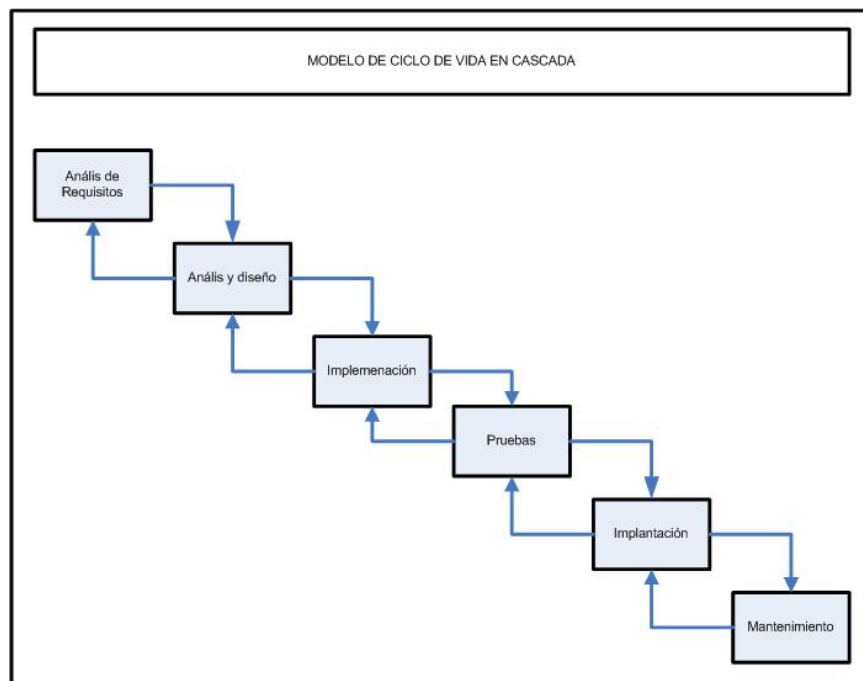 MODELO DE CICLO DE VIDA EN CASCADA
Anális de
Requisitos
Anális y diseño
Implemenación
Pruebas
Implantación
Mantenimiento